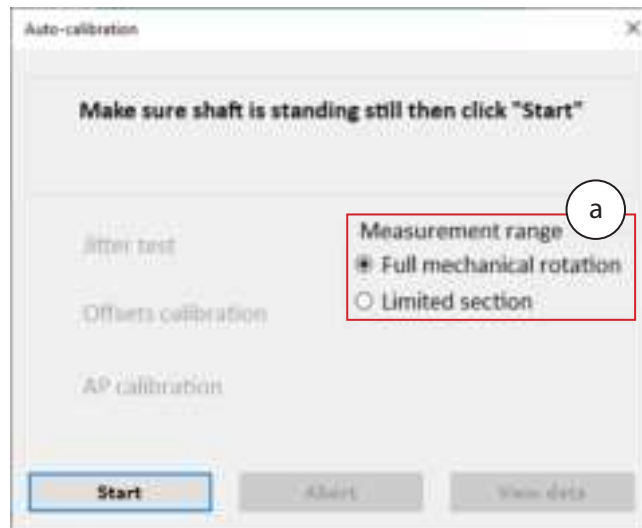 Auto-calibration
Make sure shaft is standing still then click "Start"
a
Measurement range
Jitter test
Full mechanical rotation
Limited section
Offsets calibration
AP calibration
Start
Abort
View data